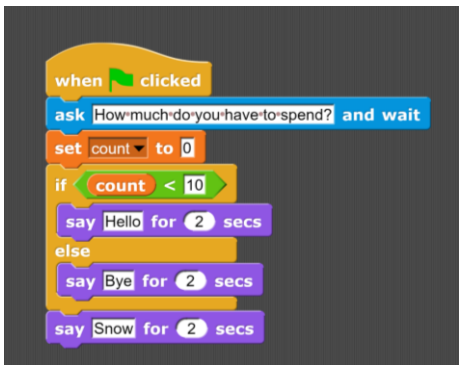 when clicked
ask How much do you have to spend? and wait
set count to 0
if count < 10
say Hello for 2 secs
else
say Bye for 2 secs
say Snow for 2 secs